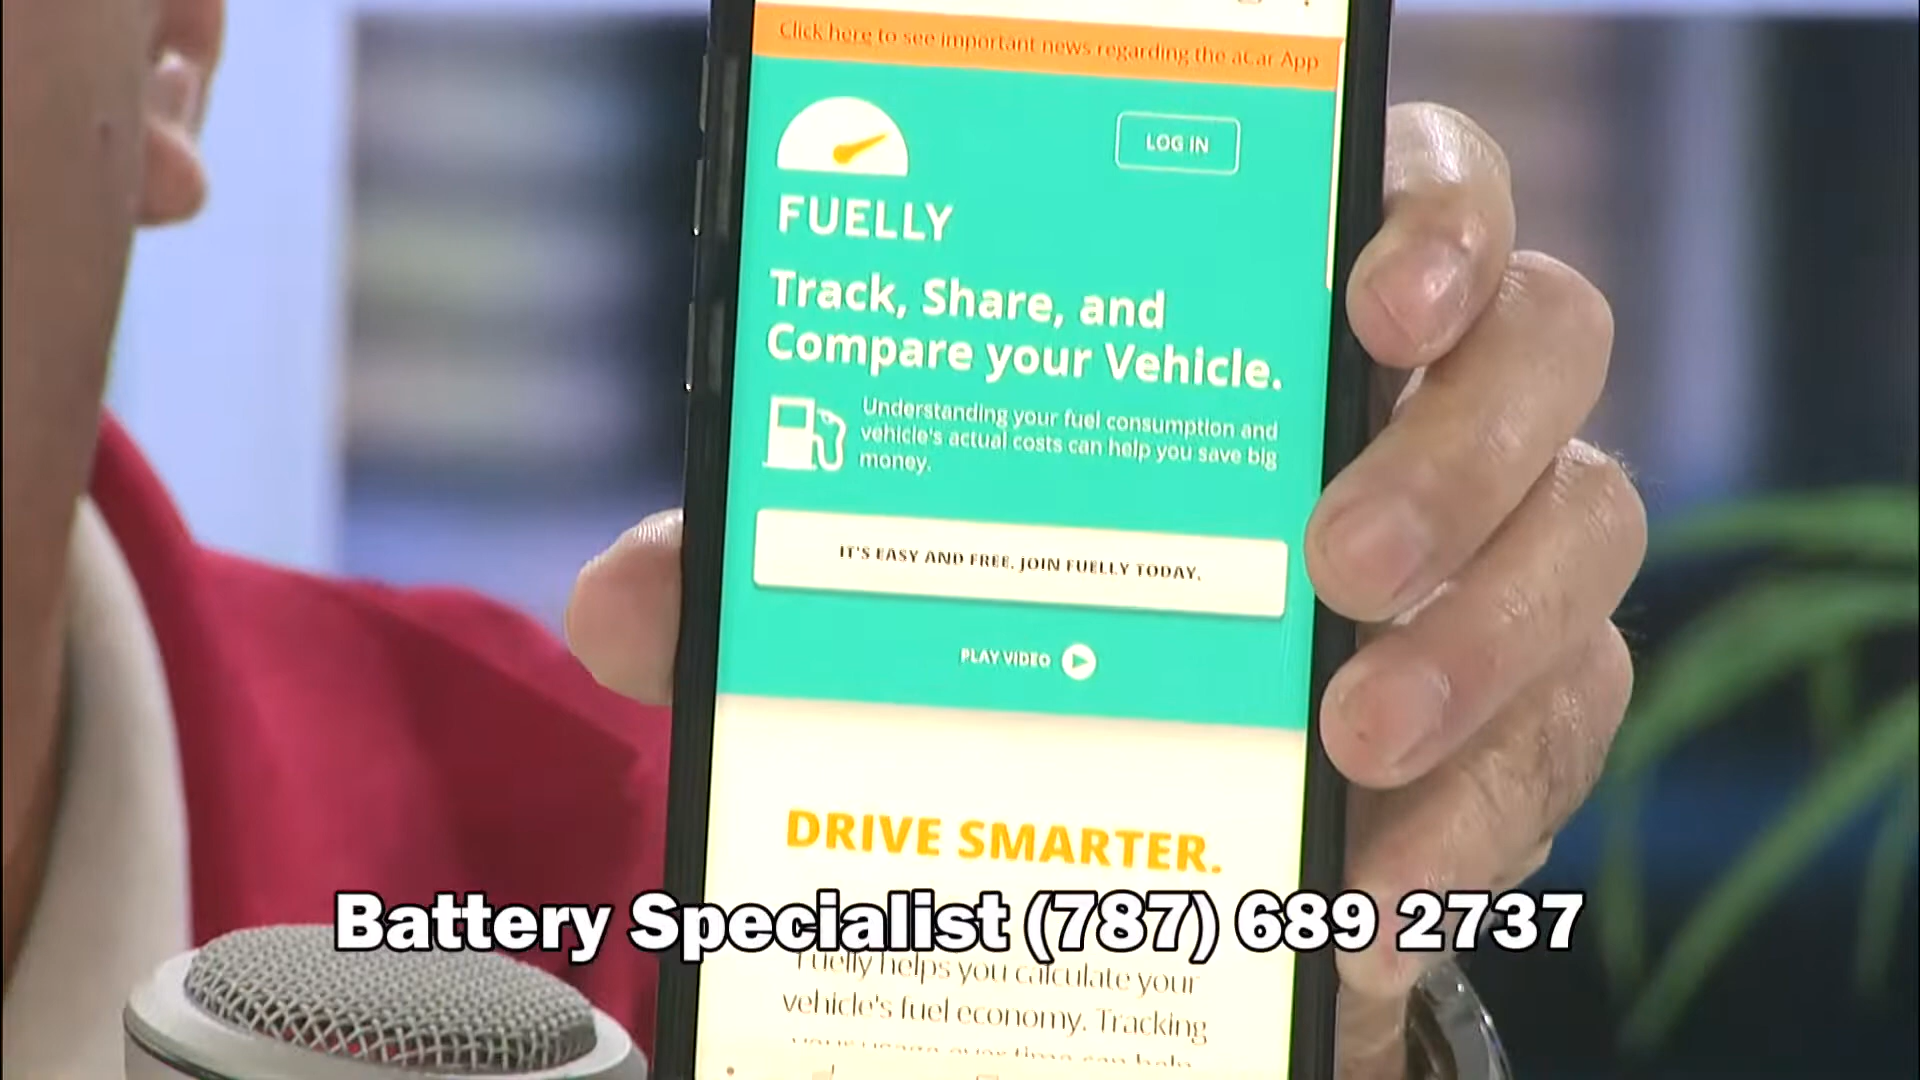 Click here to see important news regarding the aCar App
LOG IN
FUELLY
Track, Share, and
Compare your Vehicle.
Understanding your fuel consumption and
vehicle's actual costs can help you save big
money.
IT'S EASY AND FREE. JOIN FUELLY TODAY.
PLAY VIDEO
DRIVE SMARTER.
Battery Specialist (787) 689 2737
Fuelly helps you calculate your
vehicle's fuel economy. Tracking